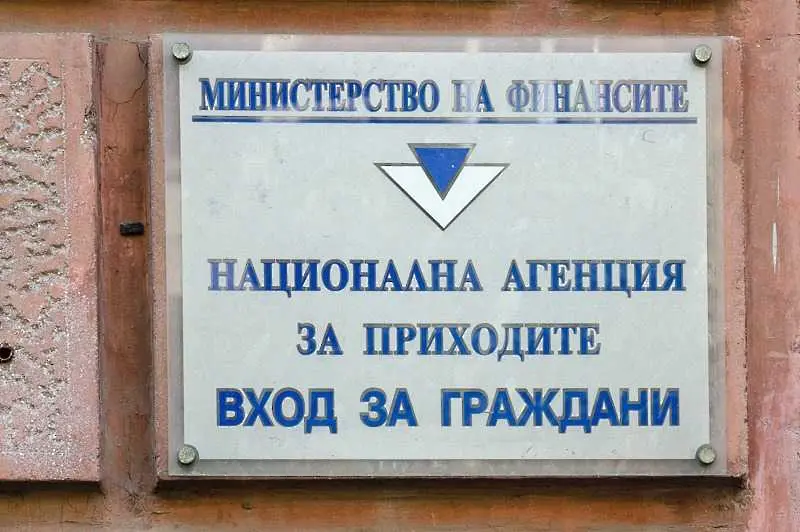 МИНИСТЕРСТВО НА ФИНАНСИТЕ
НАЦИОНАЛНА АГЕНЦИЯ
ЗА ПРИХОДИТЕ
ВХОД ЗА ГРАЖДАНИ